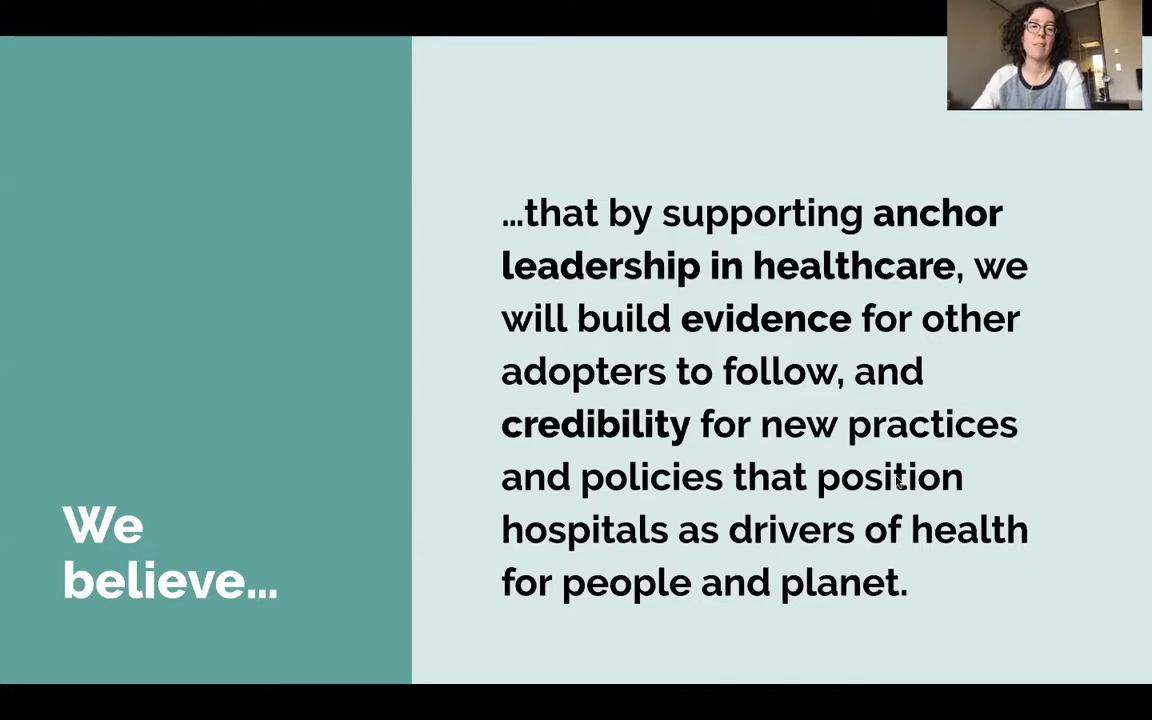 We
believe...
...that by supporting anchor
leadership in healthcare, we
will build evidence for other
adopters to follow, and
credibility for new practices
and policies that position
hospitals as drivers of health
for people and planet.